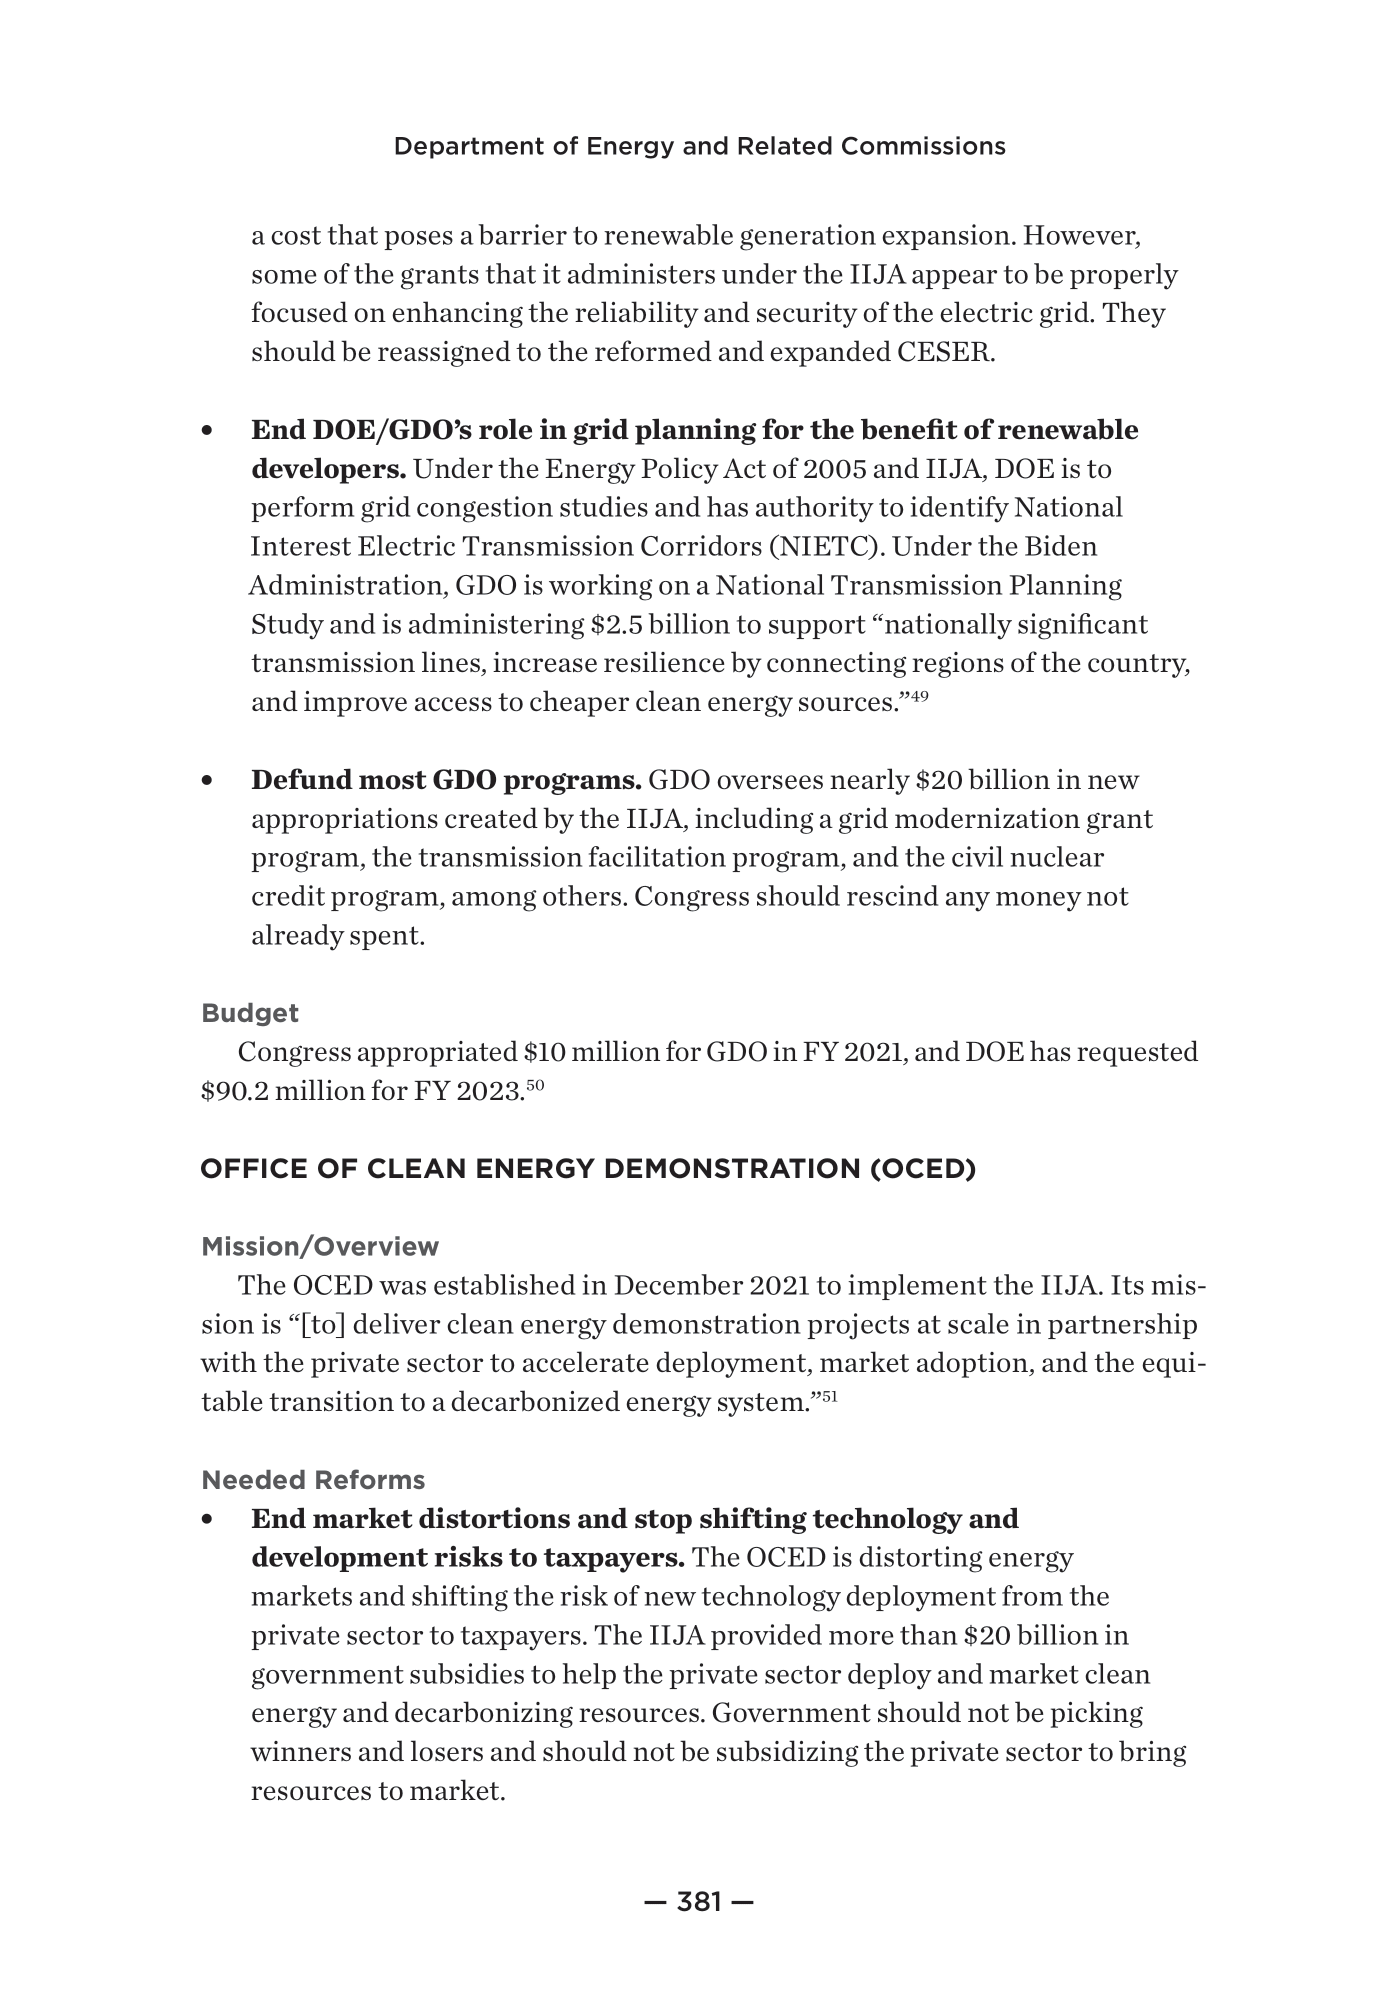 Department of Energy and Related Commissions
a cost that poses a barrier to renewable generation expansion. However,
some of the grants that it administers under the IIJA appear to be properly
focused on enhancing the reliability and security of the electric grid. They
should be reassigned to the reformed and expanded CESER.
• End DOE/GDO’s role in grid planning for the benefit of renewable
developers. Under the Energy Policy Act of 2005 and IIJA, DOE is to
perform grid congestion studies and has authority to identify National
Interest Electric Transmission Corridors (NIETC). Under the Biden
Administration, GDO is working on a National Transmission Planning
Study and is administering $2.5 billion to support “nationally significant
transmission lines, increase resilience by connecting regions of the country,
and improve access to cheaper clean energy sources.”49
• Defund most GDO programs. GDO oversees nearly $20 billion in new
appropriations created by the IIJA, including a grid modernization grant
program, the transmission facilitation program, and the civil nuclear
credit program, among others. Congress should rescind any money not
already spent.
Budget
Congress appropriated $10 million for GDO in FY 2021, and DOE has requested
$90.2 million for FY 2023.50
OFFICE OF CLEAN ENERGY DEMONSTRATION (OCED)
Mission/Overview
The OCED was established in December 2021 to implement the IIJA. Its mis-
sion is “[to] deliver clean energy demonstration projects at scale in partnership
with the private sector to accelerate deployment, market adoption, and the equi-
table transition to a decarbonized energy system.”51
Needed Reforms
• End market distortions and stop shifting technology and
development risks to taxpayers. The OCED is distorting energy
markets and shifting the risk of new technology deployment from the
private sector to taxpayers. The IIJA provided more than $20 billion in
government subsidies to help the private sector deploy and market clean
energy and decarbonizing resources. Government should not be picking
winners and losers and should not be subsidizing the private sector to bring
resources to market.
— 381 —